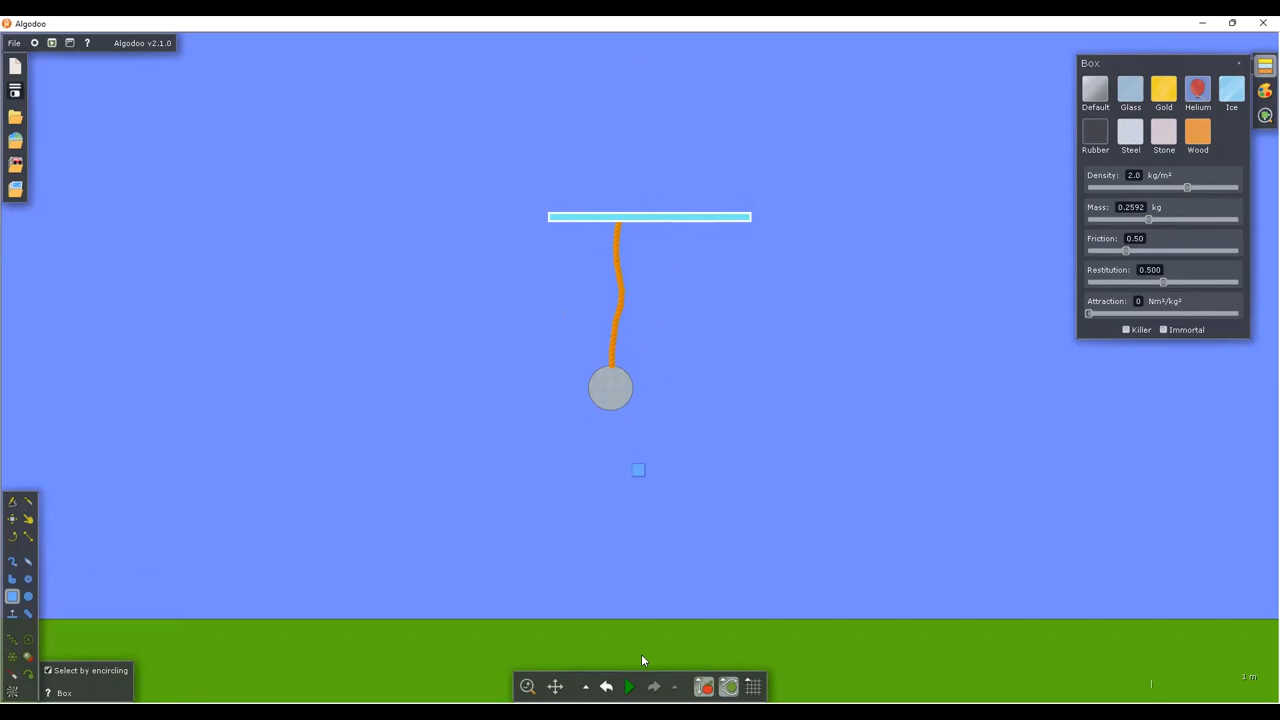 Algodoo
File ? Algodoo v2.1.0
Box
Default Glass Gold Helium Ice
Rubber Steel Stone Wood
Density: 2.0 kg/m²
Mass: 0.2592 kg
Friction: 0.50
Restitution: 0.500
Attraction: 0 Nm²/kg²
Killer Immortal
Select by encircling
? Box
1 m